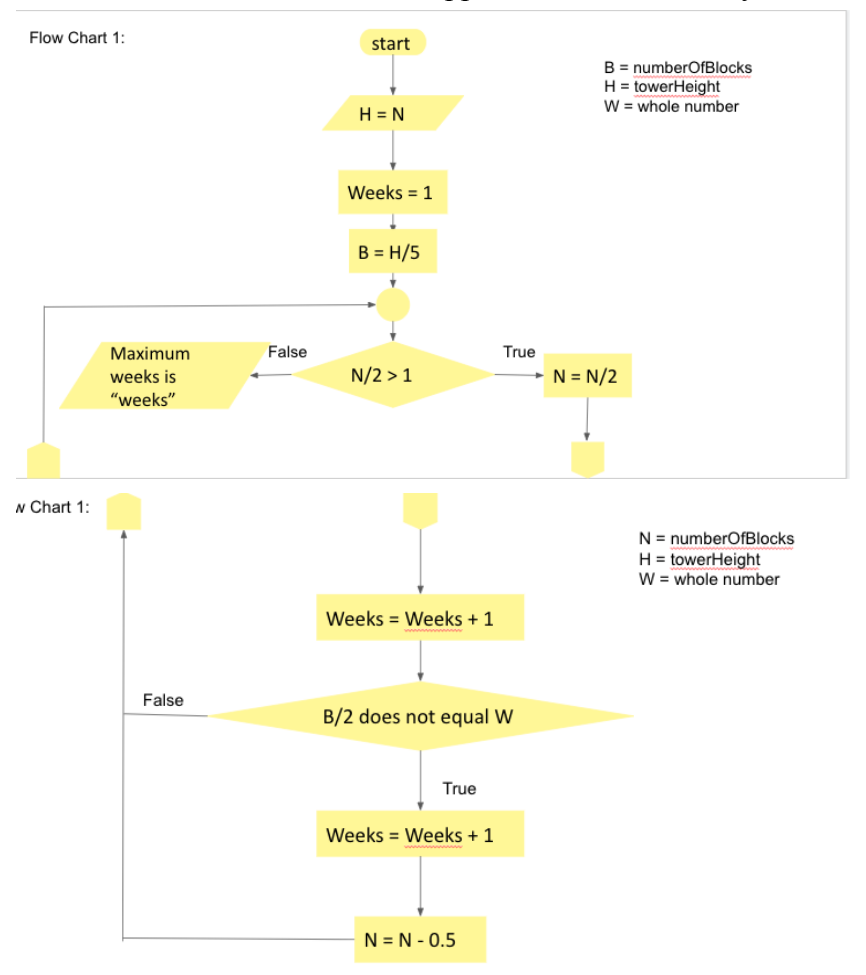 Flow Chart 1:
start
B = numberOfBlocks
H = towerHeight
W = whole number
H = N
Weeks = 1
B = H/5
Maximum
weeks is
“weeks”
False
N/2 > 1
True
N = N/2
w Chart 1:
N = numberOfBlocks
H = towerHeight
W = whole number
Weeks = Weeks + 1
False
B/2 does not equal W
True
Weeks = Weeks + 1
N = N - 0.5